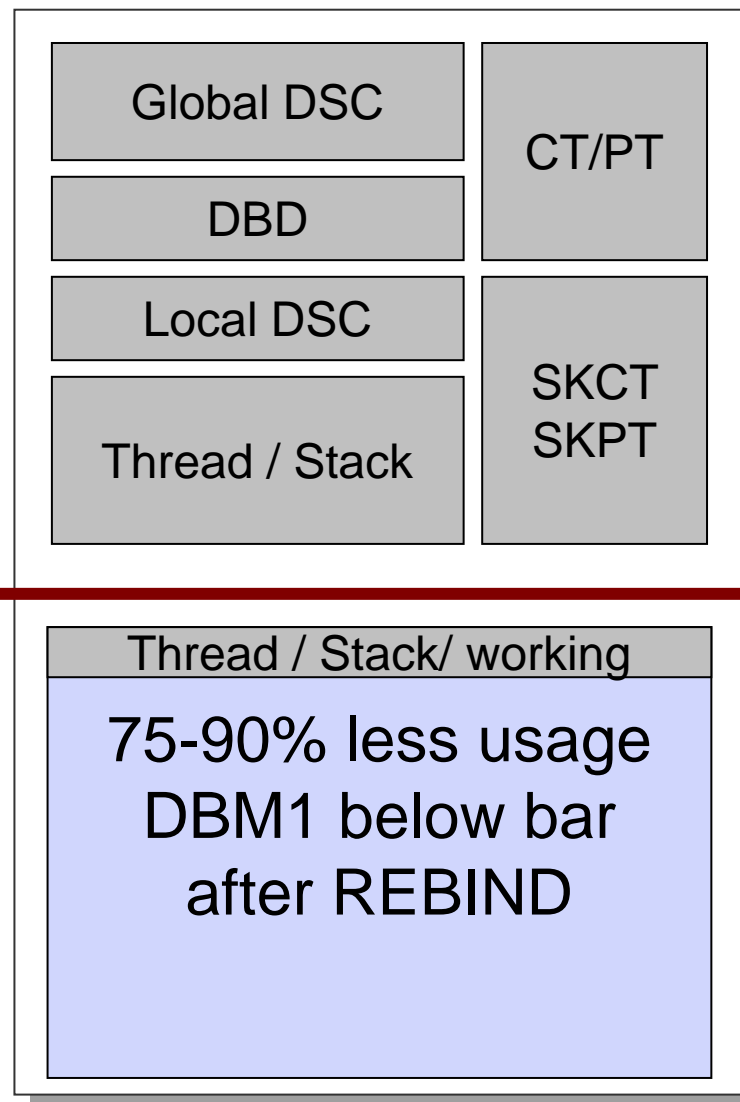 Global DSC
CT/PT
DBD
Local DSC
SKCT
SKPT
Thread / Stack
Thread / Stack/ working
75-90% less usage
DBM1 below bar
after REBIND